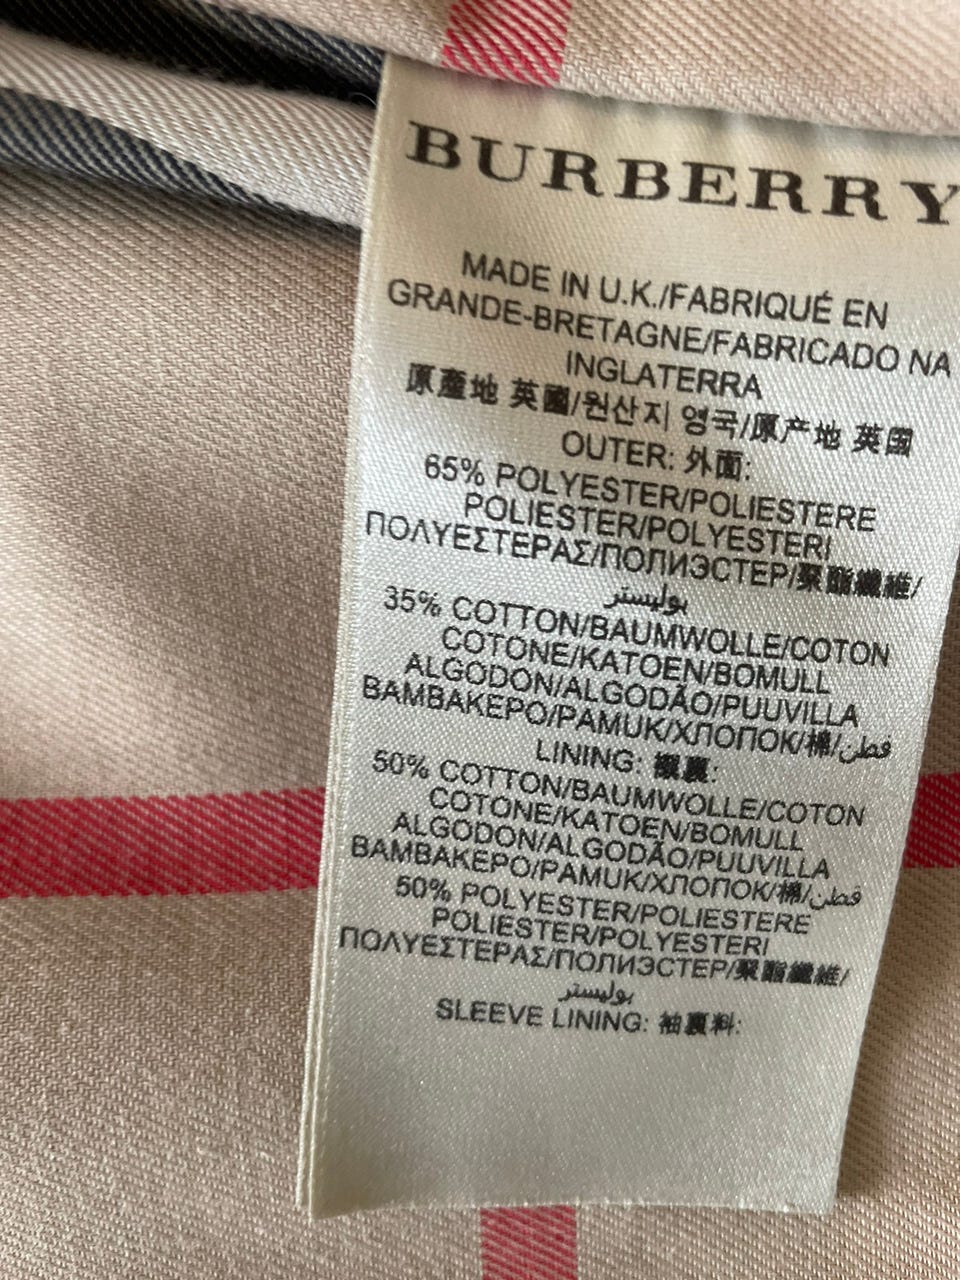 BURBERRY
MADE IN U.K./FABRIQUÉ EN
GRANDE-BRETAGNE/FABRICADO NA
INGLATERRA
原產地 英國/원산지 영국/原产地 英国
OUTER: 外面:
65% POLYESTER/POLIESTERE
POLIESTER/POLYESTERI
ΠΟΛΥΕΣΤΕΡΑΣ/ПОЛИЭСТЕР/聚酯纖維/
بوليستر
35% COTTON/BAUMWOLLE/COTON
COTONE/KATOEN/BOMULL
ALGODON/ALGODÃO/PUUVILLA
BAMBAKEPO/PAMUK/ХЛОПОК/棉/قطن
LINING: 襯裏:
50% COTTON/BAUMWOLLE/COTON
COTONE/KATOEN/BOMULL
ALGODON/ALGODÃO/PUUVILLA
BAMBAKEPO/PAMUK/ХЛОПОК/棉/قطن
50% POLYESTER/POLIESTERE
POLIESTER/POLYESTERI
ΠΟΛΥΕΣΤΕΡΑΣ/ПОЛИЭСТЕР/聚酯纖維/
بوليستر
SLEEVE LINING: 袖裏料: